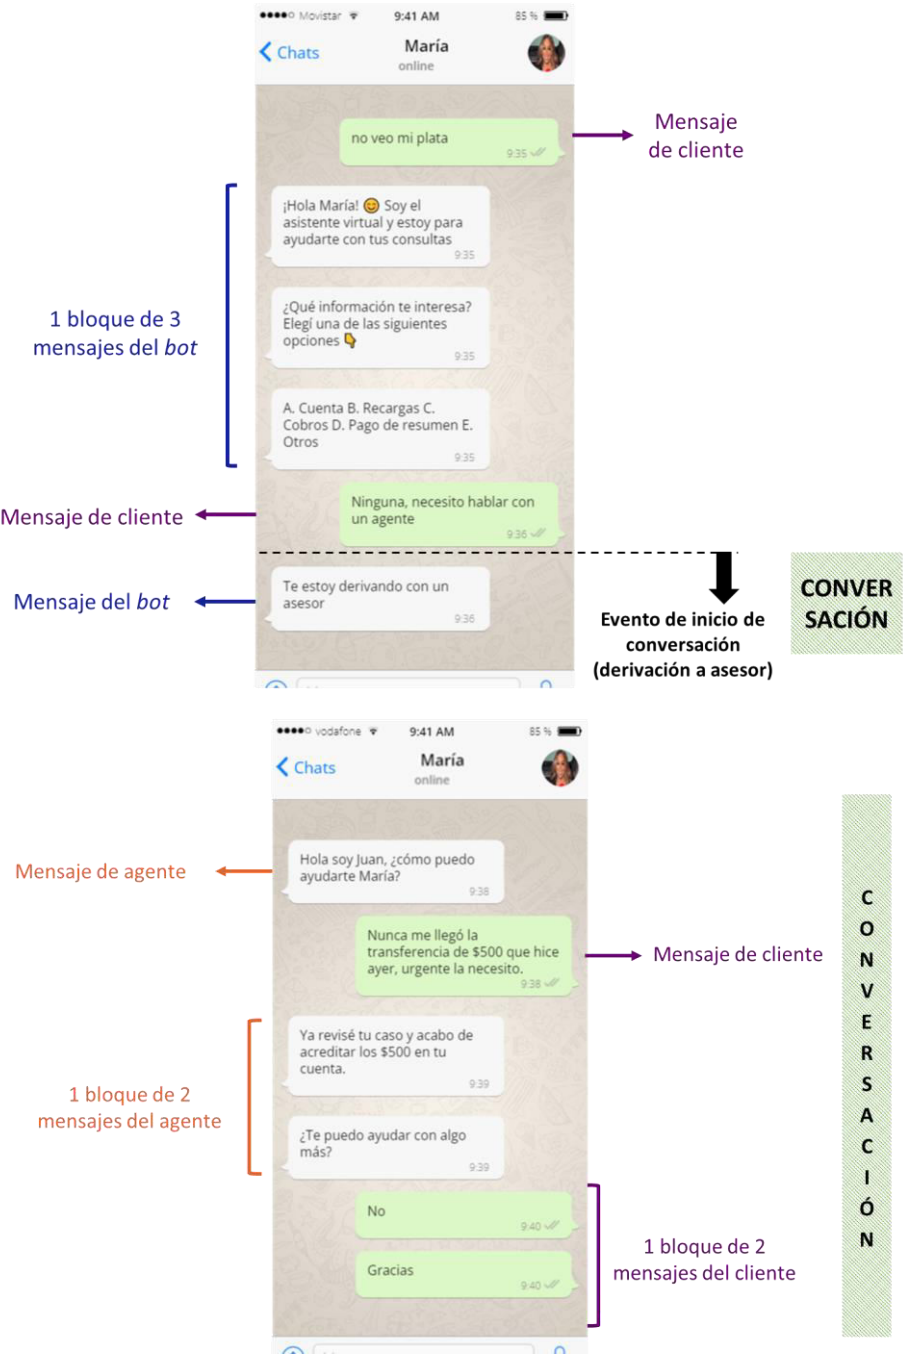 Movistar 9:41 AM 85 %
Chats María
online
no veo mi plata
9:35
Mensaje
de cliente
¡Hola María! 😊 Soy el
asistente virtual y estoy para
ayudarte con tus consultas
9:35
1 bloque de 3
mensajes del bot
¿Qué información te interesa?
Elegí una de las siguientes
opciones 👇
9:35
A. Cuenta B. Recargas C.
Cobros D. Pago de resumen E.
Otros
9:35
Mensaje de cliente
Ninguna, necesito hablar con
un agente
9:36
Mensaje del bot
Te estoy derivando con un
asesor
9:36
Evento de inicio de
conversación
(derivación a asesor)
CONVER
SACIÓN
vodafone 9:41 AM 85 %
Chats María
online
Mensaje de agente
Hola soy Juan, ¿cómo puedo
ayudarte María?
9:38
Nunca me llegó la
transferencia de $500 que hice
ayer, urgente la necesito.
9:38
Mensaje de cliente
Ya revisé tu caso y acabo de
acreditar los $500 en tu
cuenta.
9:39
1 bloque de 2
mensajes del agente
¿Te puedo ayudar con algo
más?
9:39
No
9:40
Gracias
9:40
1 bloque de 2
mensajes del cliente
C
O
N
V
E
R
S
A
C
I
Ó
N